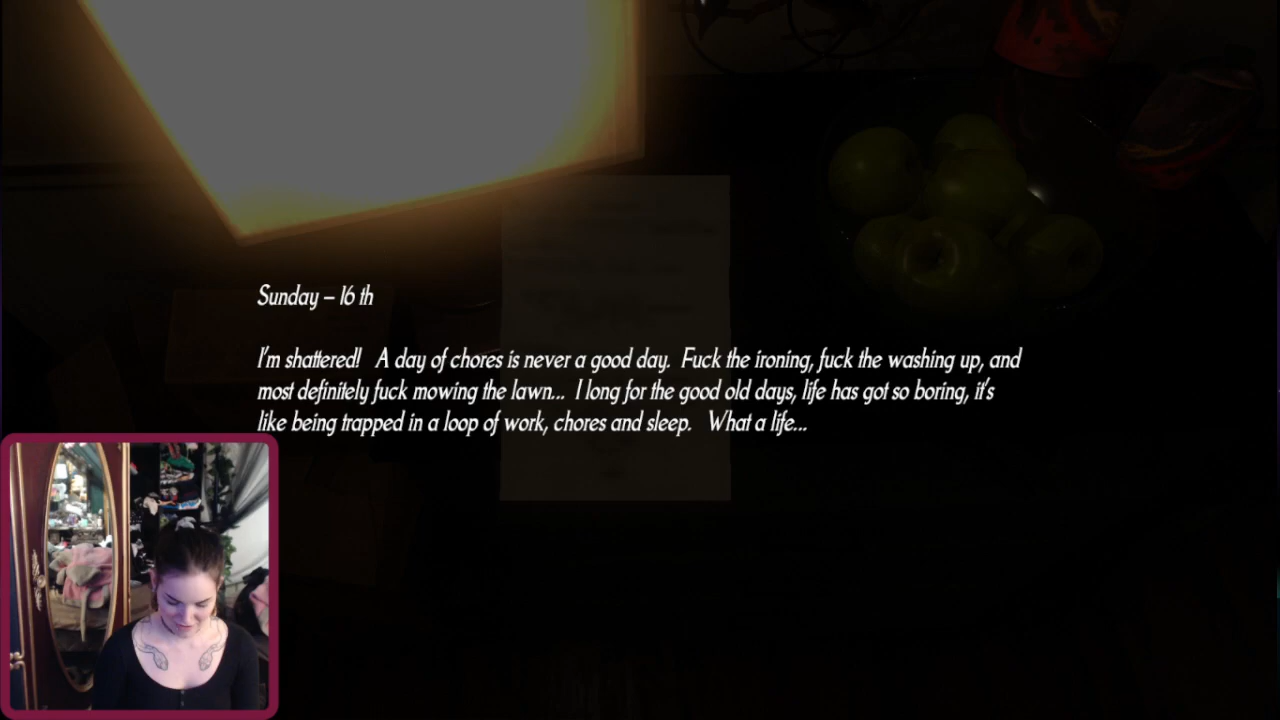 Sunday – 16 th
I'm shattered! A day of chores is never a good day. Fuck the ironing, fuck the washing up, and
most definitely fuck mowing the lawn... I long for the good old days, life has got so boring, it's
like being trapped in a loop of work, chores and sleep. What a life...